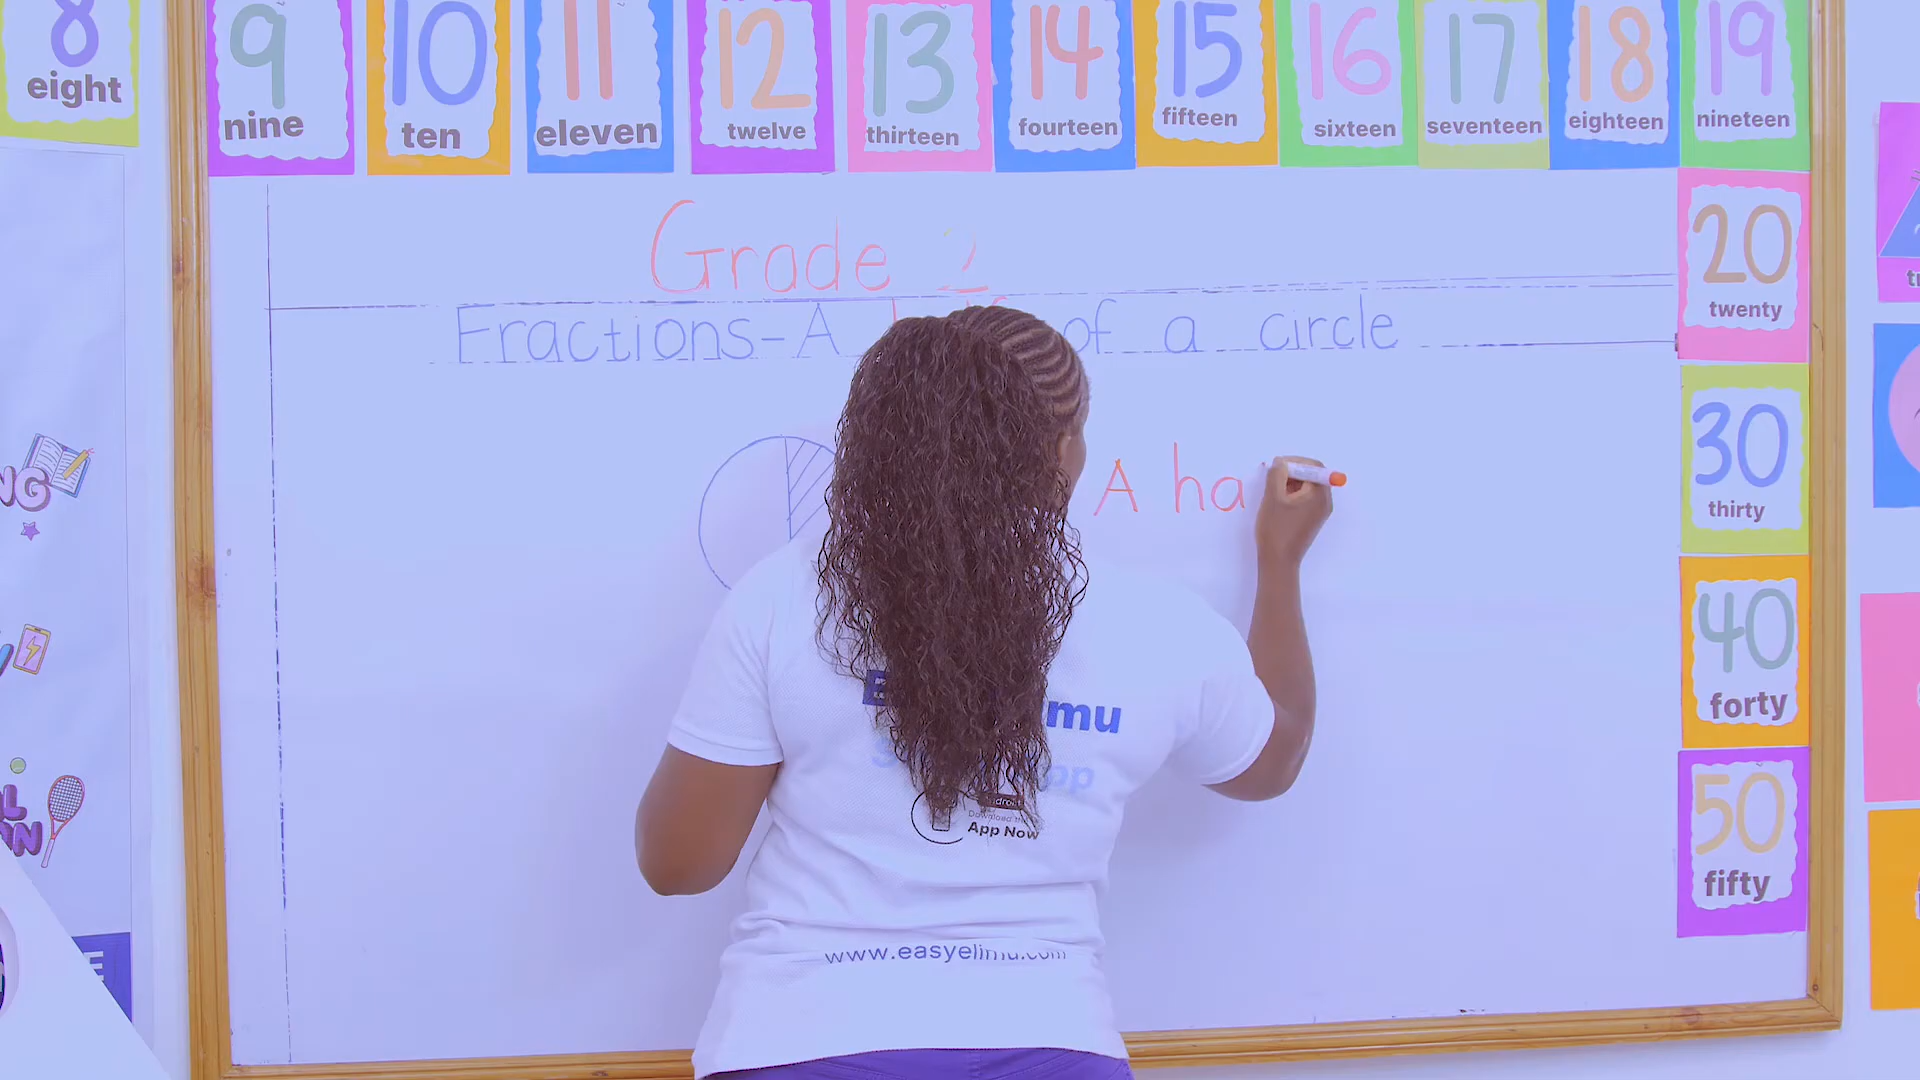 8
eight
9
nine
10
ten
11
eleven
12
twelve
13
thirteen
14
fourteen
15
fifteen
16
sixteen
17
seventeen
18
eighteen
19
nineteen
20
twenty
30
thirty
40
forty
50
fifty
Grade 2
Fractions-A of a circle
A ha
App Now
www.easyelimu.com